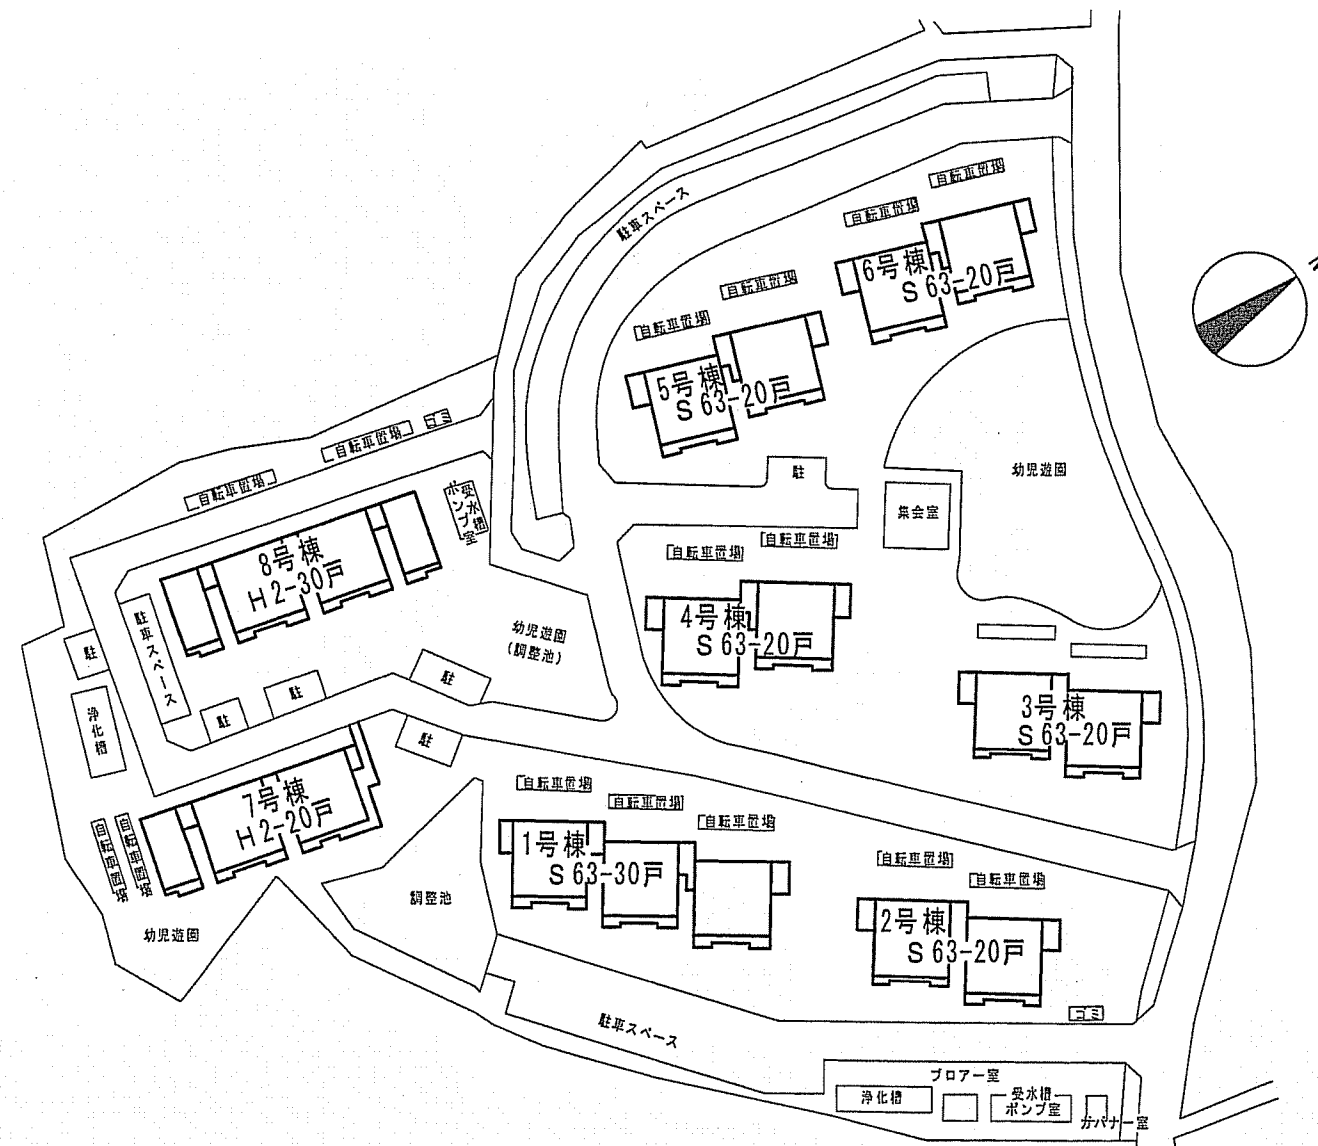 自転車置場
自転車置場
駐車スペース
6号棟
S 63-20戸
自転車置場
自転車置場
5号棟
S 63-20戸
幼児遊園
駐
集会室
自転車置場
ゴミ
自転車置場
受水槽
ポンプ室
8号棟
H 2-30戸
自転車置場
自転車置場
4号棟
S 63-20戸
駐車スペース
幼児遊園
(調整池)
駐
駐
駐
駐
駐
浄化槽
3号棟
S 63-20戸
7号棟
H 2-20戸
自転車置場
自転車置場
自転車置場
自転車置場
自転車置場
1号棟
S 63-30戸
自転車置場
自転車置場
調整池
幼児遊園
2号棟
S 63-20戸
ゴミ
駐車スペース
ブロアー室
浄化槽
受水槽
ポンプ室
ガバナー室